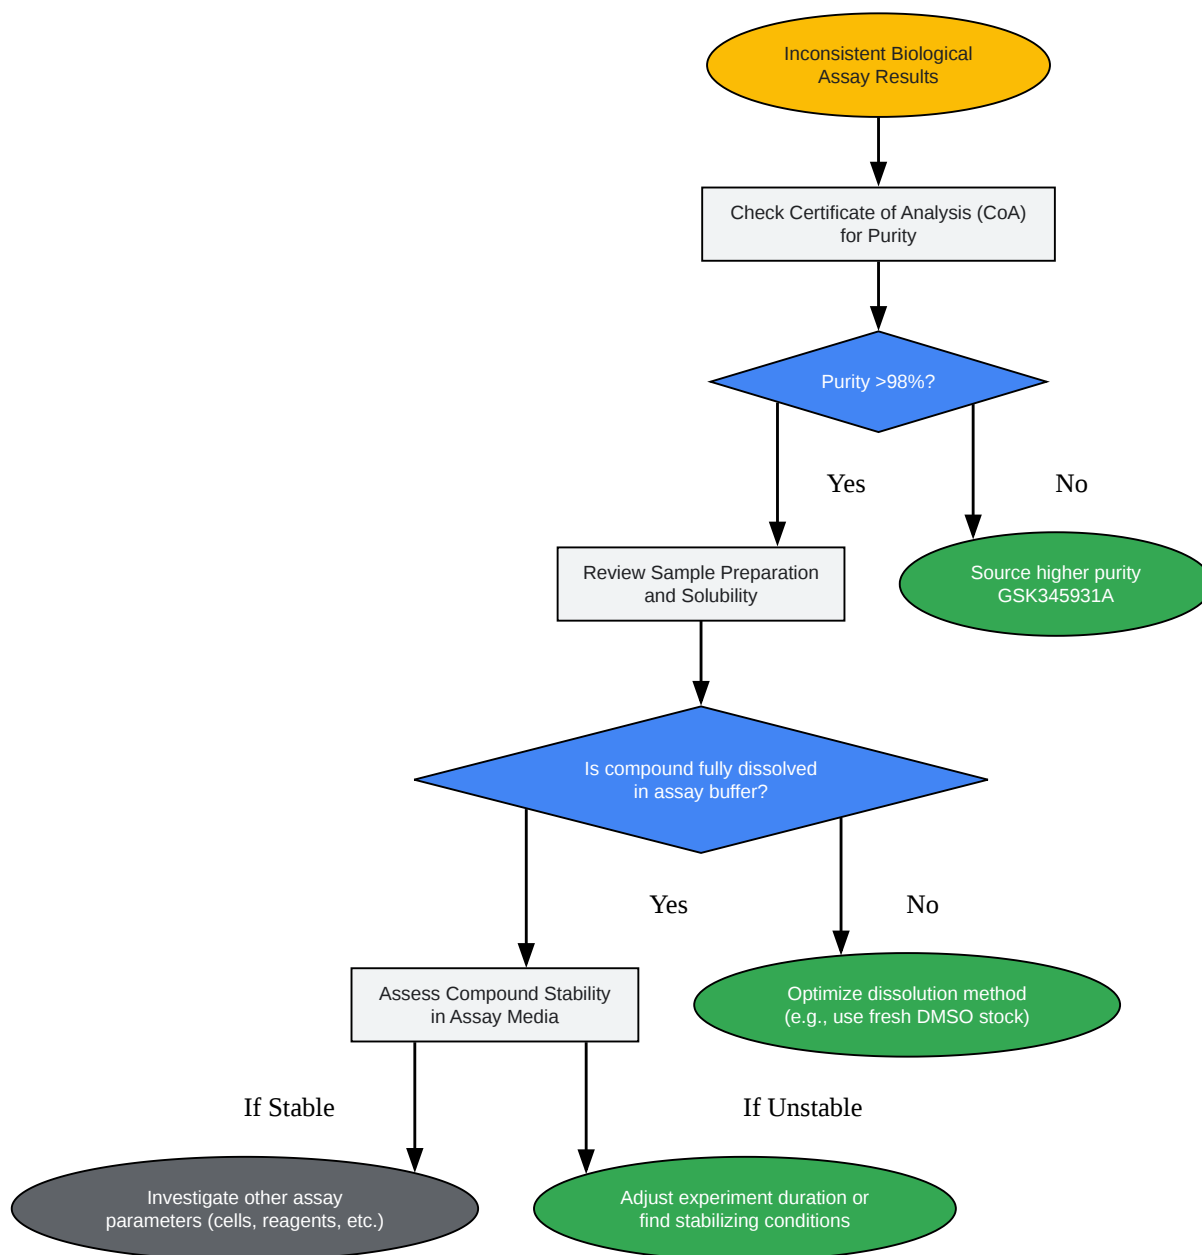 Inconsistent Biological
Assay Results
Check Certificate of Analysis (CoA)
for Purity
Purity >98%?
Yes
No
Review Sample Preparation
and Solubility
Source higher purity
GSK345931A
Is compound fully dissolved
in assay buffer?
Yes
No
Assess Compound Stability
in Assay Media
Optimize dissolution method
(e.g., use fresh DMSO stock)
If Stable
If Unstable
Investigate other assay
parameters (cells, reagents, etc.)
Adjust experiment duration or
find stabilizing conditions